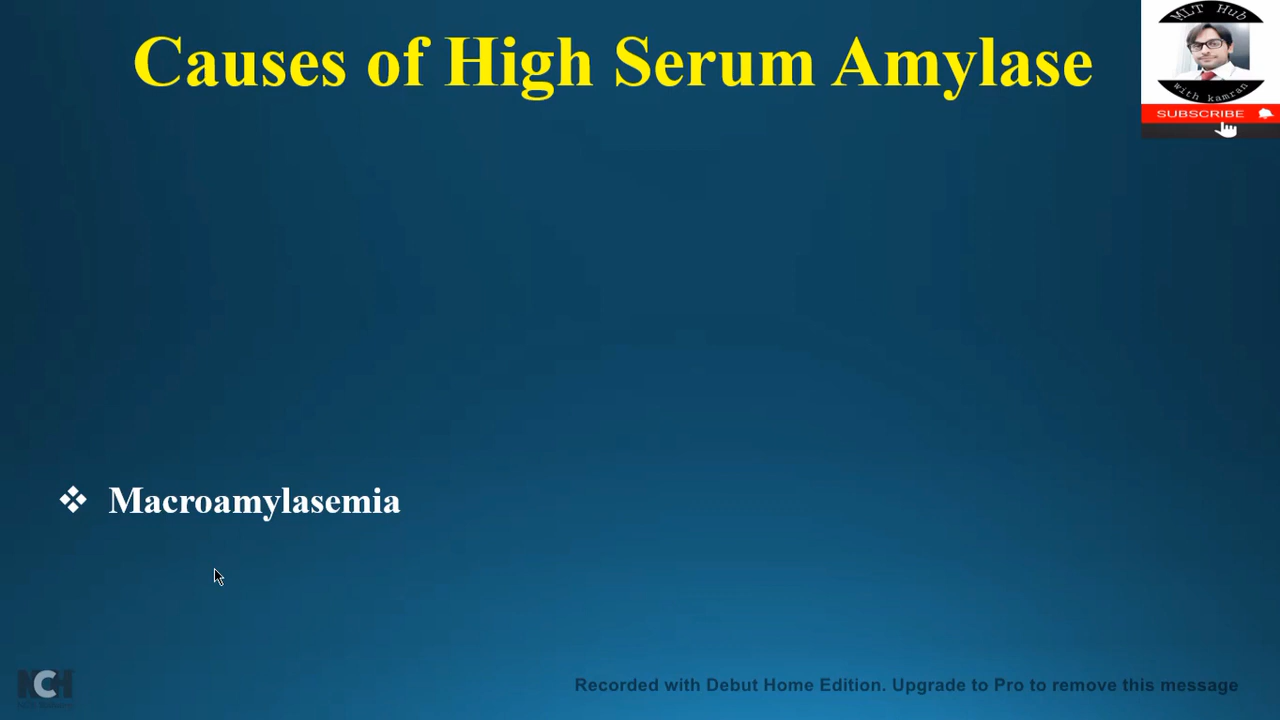 Causes of High Serum Amylase
MLT Hub
with kamran
SUBSCRIBE
❖ Macroamylasemia
NCH
Recorded with Debut Home Edition. Upgrade to Pro to remove this message